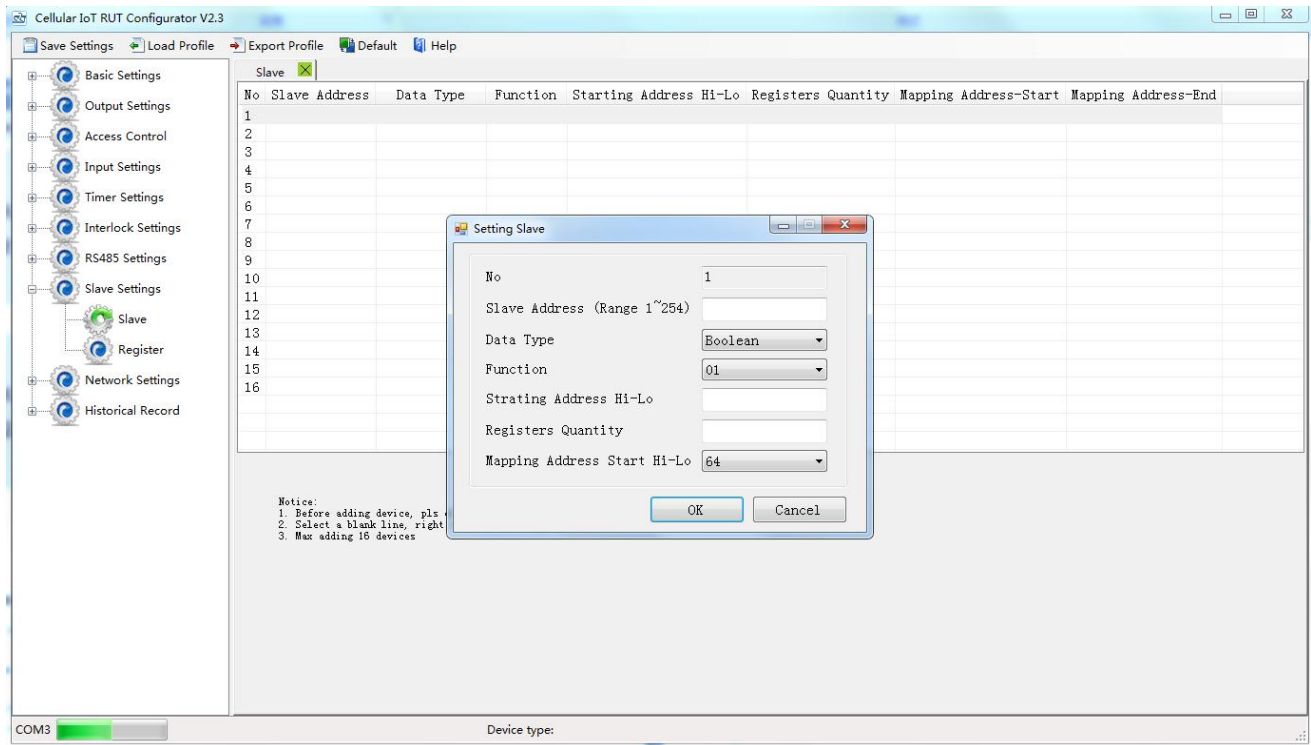 Cellular IoT RUT Configurator V2.3
Save Settings Load Profile Export Profile Default Help
Basic Settings
Output Settings
Access Control
Input Settings
Timer Settings
Interlock Settings
RS485 Settings
Slave Settings
Slave
Register
Network Settings
Historical Record
Slave
No Slave Address Data Type Function Starting Address Hi-Lo Registers Quantity Mapping Address-Start Mapping Address-End
1
2
3
4
5
6
7
8
9
10
11
12
13
14
15
16
Setting Slave
No 1
Slave Address (Range 1~254)
Data Type Boolean
Function 01
Strating Address Hi-Lo
Registers Quantity
Mapping Address Start Hi-Lo 64
OK Cancel
Notice:
1. Before adding device, pls
2. Select a blank line, right
3. Max adding 16 devices
COM3 Device type: